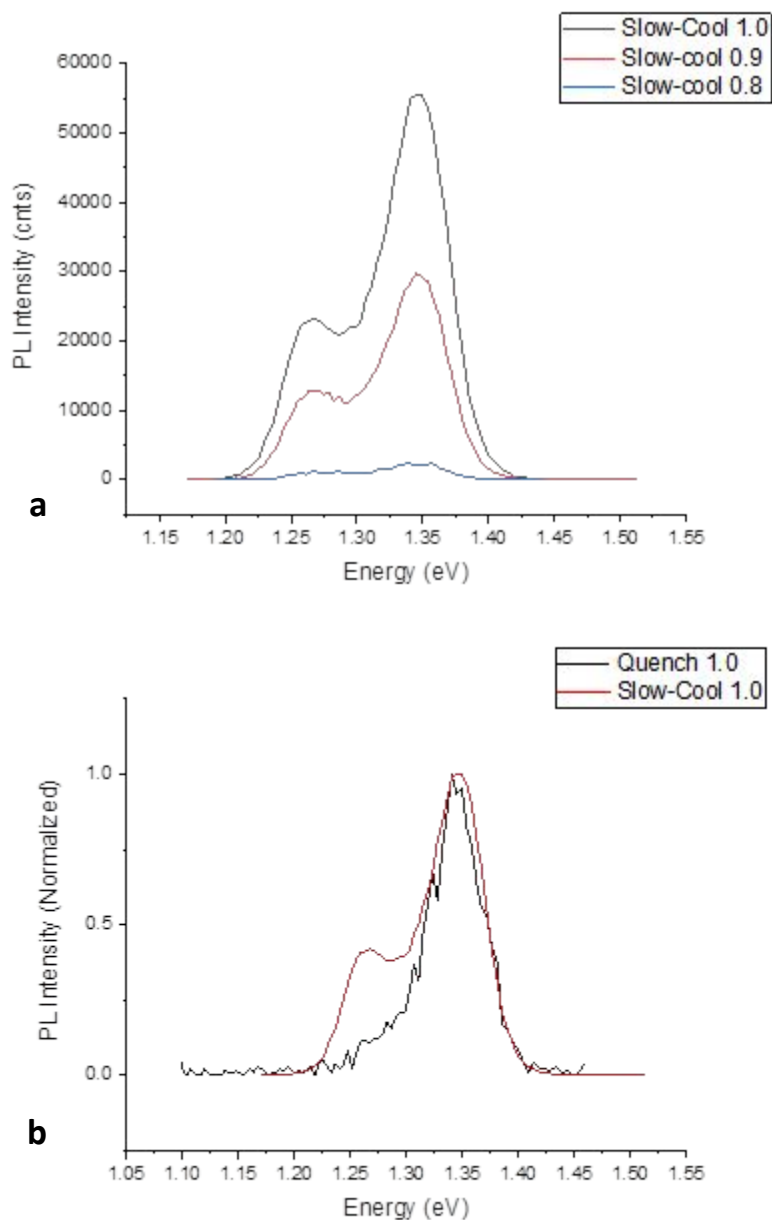 Slow-Cool 1.0
Slow-cool 0.9
Slow-cool 0.8
60000
50000
40000
30000
20000
10000
0
PL Intensity (cnts)
1.15 1.20 1.25 1.30 1.35 1.40 1.45 1.50 1.55
Energy (eV)
a
Quench 1.0
Slow-Cool 1.0
1.0
0.5
0.0
PL Intensity (Normalized)
1.05 1.10 1.15 1.20 1.25 1.30 1.35 1.40 1.45 1.50 1.55
Energy (eV)
b